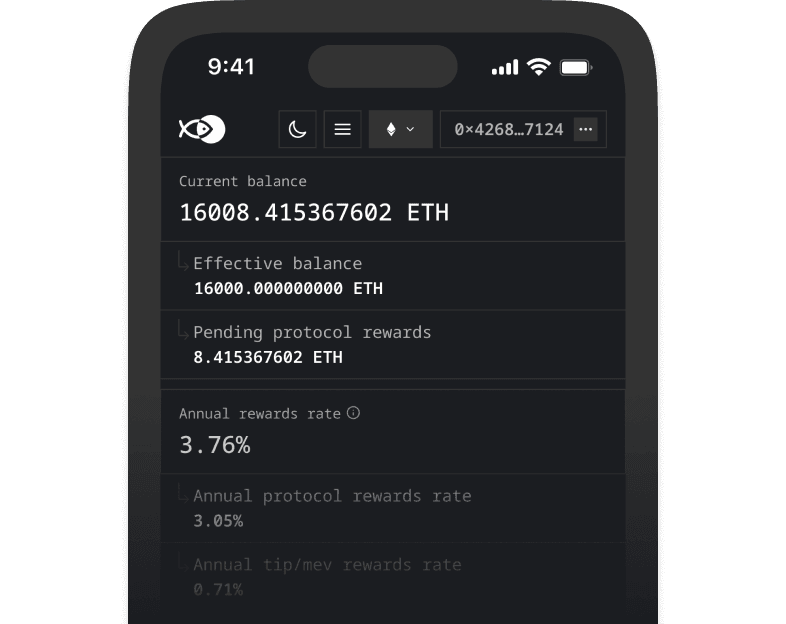 9:41
0×4268…7124
Current balance
16008.415367602 ETH
Effective balance
16000.000000000 ETH
Pending protocol rewards
8.415367602 ETH
Annual rewards rate
3.76%
Annual protocol rewards rate
3.05%
Annual tip/mev rewards rate
0.71%